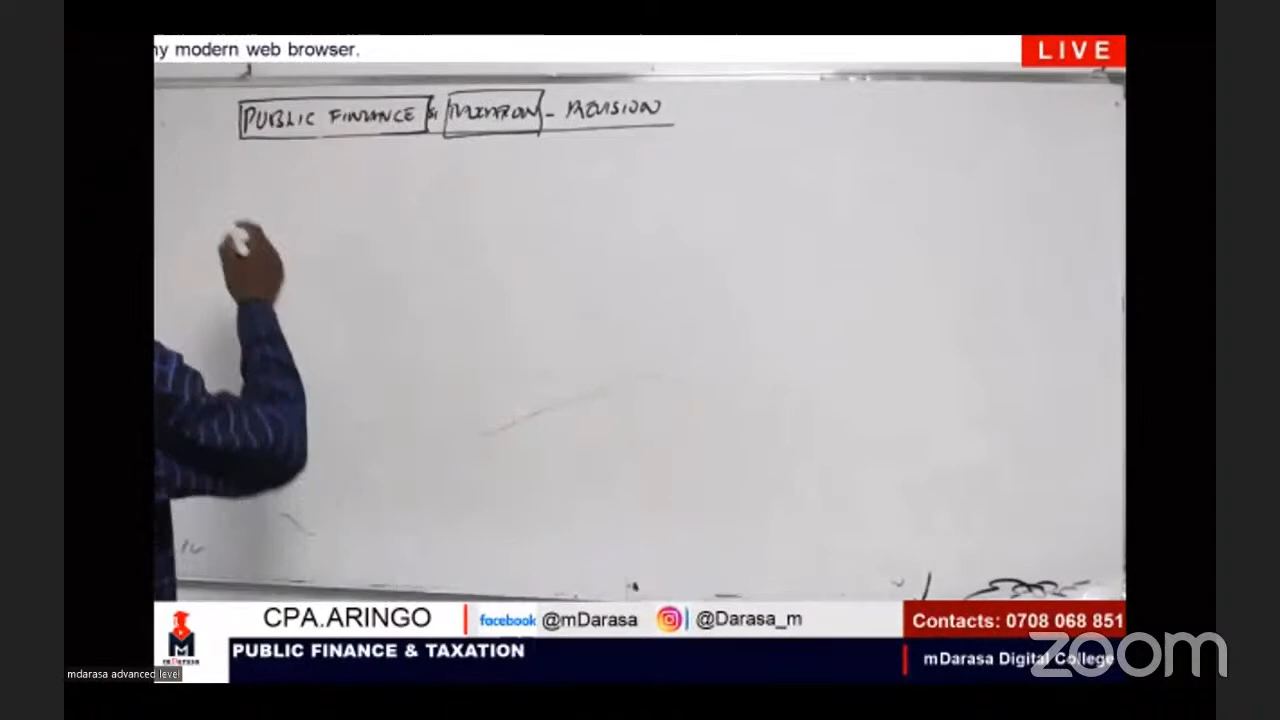 ny modern web browser.
LIVE
PUBLIC FINANCE & TAXATION - REVISION
CPA.ARINGO
facebook @mDarasa
@Darasa_m
Contacts: 0708 068 851
mDarasa
PUBLIC FINANCE & TAXATION
mDarasa Digital College
zoom
mdarasa advanced level